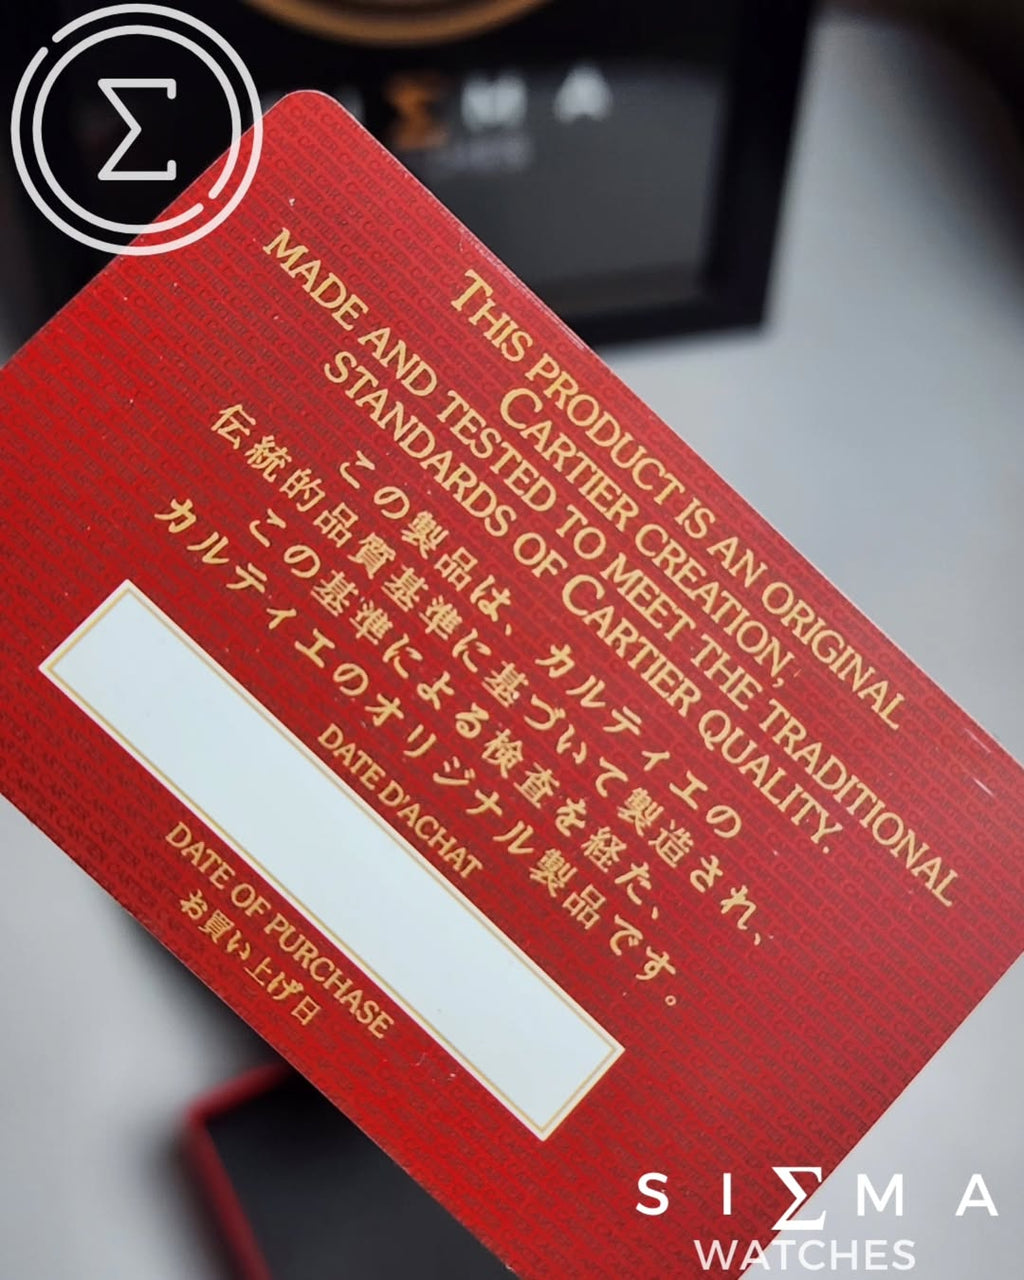 Σ
THIS PRODUCT IS AN ORIGINAL
CARTIER CREATION,
MADE AND TESTED TO MEET THE TRADITIONAL
STANDARDS OF CARTIER QUALITY.
この製品は、カルティエの
伝統的品質基準に基づいて製造され、
この基準による検査を経た、
カルティエのオリジナル製品です。
DATE D'ACHAT
DATE OF PURCHASE
お買い上げ日
SIΣMA
WATCHES